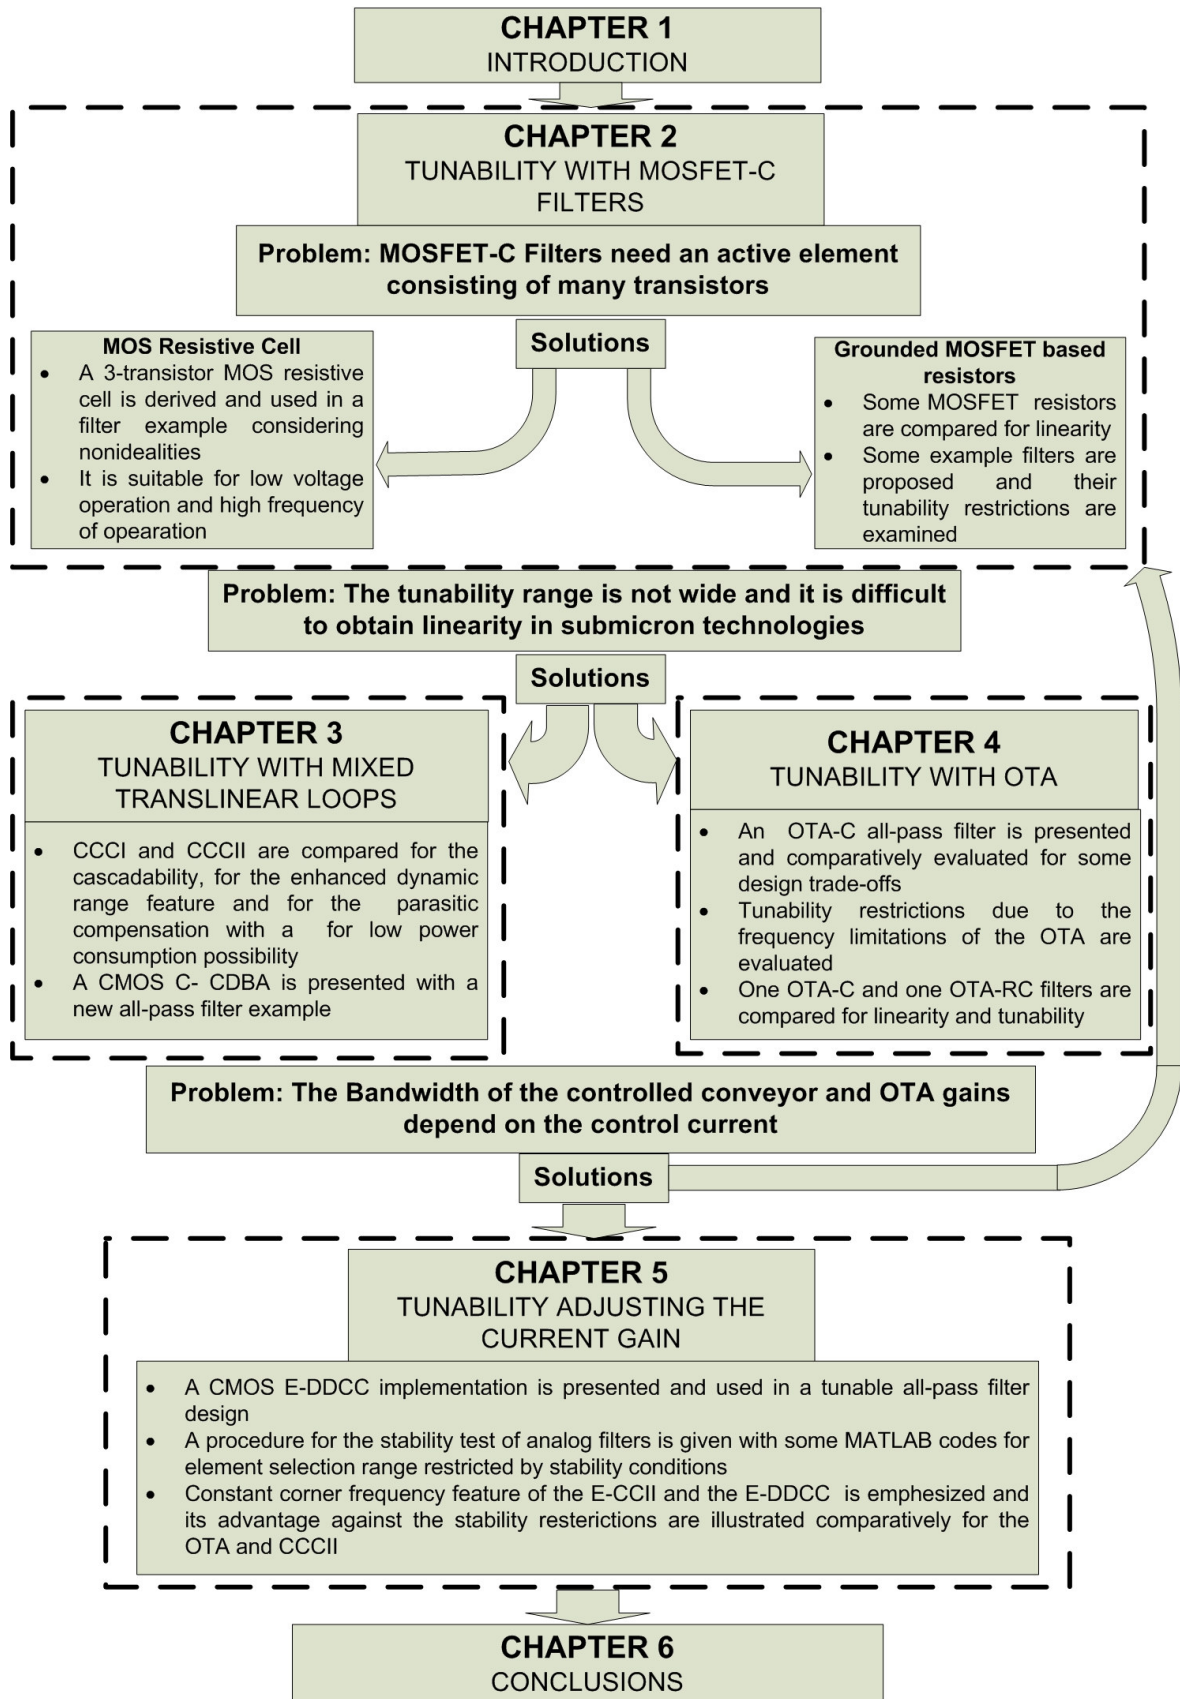 CHAPTER 1
INTRODUCTION
CHAPTER 2
TUNABILITY WITH MOSFET-C
FILTERS
Problem: MOSFET-C Filters need an active element
consisting of many transistors
Solutions
MOS Resistive Cell
• A 3-transistor MOS resistive
cell is derived and used in a
filter example considering
nonidealities
• It is suitable for low voltage
operation and high frequency
of opearation
Grounded MOSFET based
resistors
• Some MOSFET resistors
are compared for linearity
• Some example filters are
proposed and their
tunability restrictions are
examined
Problem: The tunability range is not wide and it is difficult
to obtain linearity in submicron technologies
Solutions
CHAPTER 3
TUNABILITY WITH MIXED
TRANSLINEAR LOOPS
• CCCI and CCCII are compared for the
cascadability, for the enhanced dynamic
range feature and for the parasitic
compensation with a for low power
consumption possibility
• A CMOS C- CDBA is presented with a
new all-pass filter example
CHAPTER 4
TUNABILITY WITH OTA
• An OTA-C all-pass filter is presented
and comparatively evaluated for some
design trade-offs
• Tunability restrictions due to the
frequency limitations of the OTA are
evaluated
• One OTA-C and one OTA-RC filters are
compared for linearity and tunability
Problem: The Bandwidth of the controlled conveyor and OTA gains
depend on the control current
Solutions
CHAPTER 5
TUNABILITY ADJUSTING THE
CURRENT GAIN
• A CMOS E-DDCC implementation is presented and used in a tunable all-pass filter
design
• A procedure for the stability test of analog filters is given with some MATLAB codes for
element selection range restricted by stability conditions
• Constant corner frequency feature of the E-CCII and the E-DDCC is emphesized and
its advantage against the stability resterictions are illustrated comparatively for the
OTA and CCCII
CHAPTER 6
CONCLUSIONS